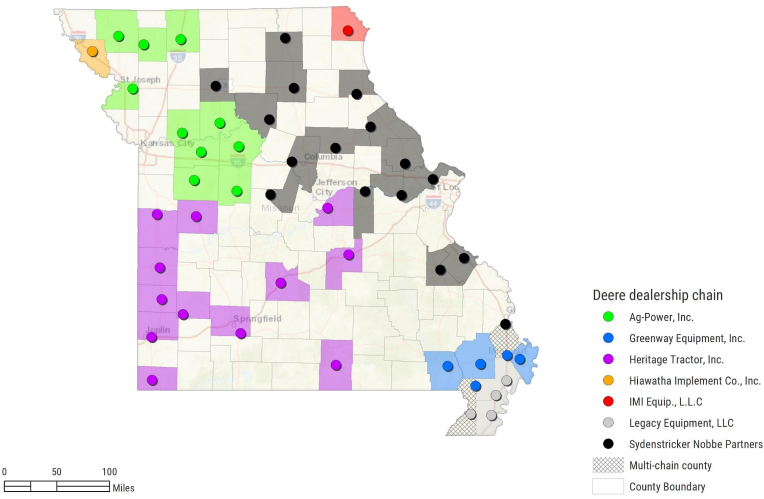 St Joseph
Kansas City
Columbia
Jefferson
City
Missouri
St Lou
Springfield
Joplin
Deere dealership chain
Ag-Power, Inc.
Greenway Equipment, Inc.
Heritage Tractor, Inc.
Hiawatha Implement Co., Inc.
IMI Equip., L.L.C
Legacy Equipment, LLC
Sydenstricker Nobbe Partners
Multi-chain county
County Boundary
0 50 100
Miles